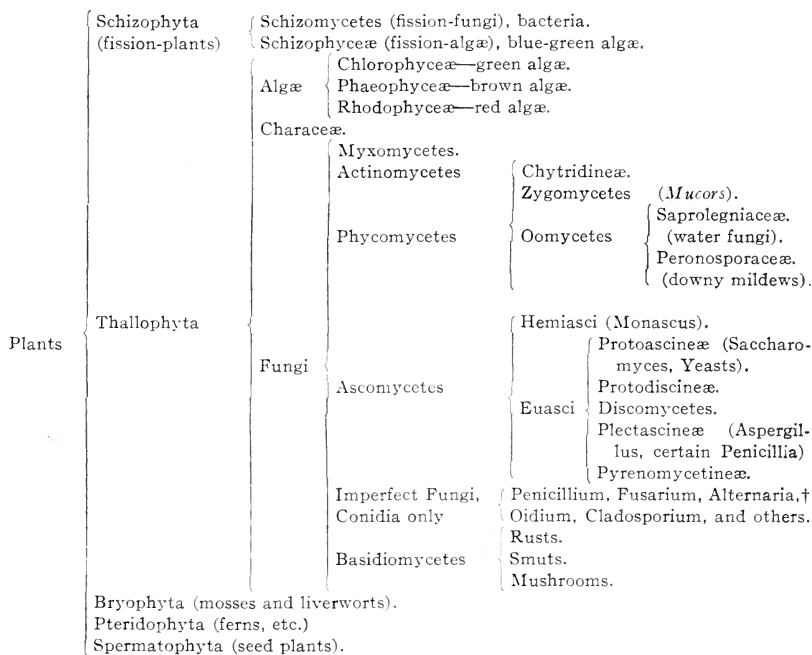 Schizophyta { Schizomycetes (fission-fungi), bacteria.
(fission-plants) Schizophyceæ (fission-algæ), blue-green algæ.
Chlorophyceæ—green algæ.
Algæ { Phaeophyceæ—brown algæ.
Rhodophyceæ—red algæ.
Characeæ.
Myxomycetes.
Actinomycetes Chytridineæ.
Zygomycetes (Mucors).
Saprolegniaceæ.
Phycomycetes Oomycetes (water fungi).
Peronosporaceæ.
(downy mildews).
Thallophyta Hemiasci (Monascus).
Plants Protoascineæ (Saccharo-
Fungi myces, Yeasts).
Ascomycetes Protodiscineæ.
Euasci Discomycetes.
Plectascineæ (Aspergil-
lus, certain Penicillia)
Pyrenomycetineæ.
Imperfect Fungi, Penicillium, Fusarium, Alternaria,†
Conidia only Oidium, Cladosporium, and others.
Rusts.
Basidiomycetes Smuts.
Mushrooms.
Bryophyta (mosses and liverworts).
Pteridophyta (ferns, etc.)
Spermatophyta (seed plants).